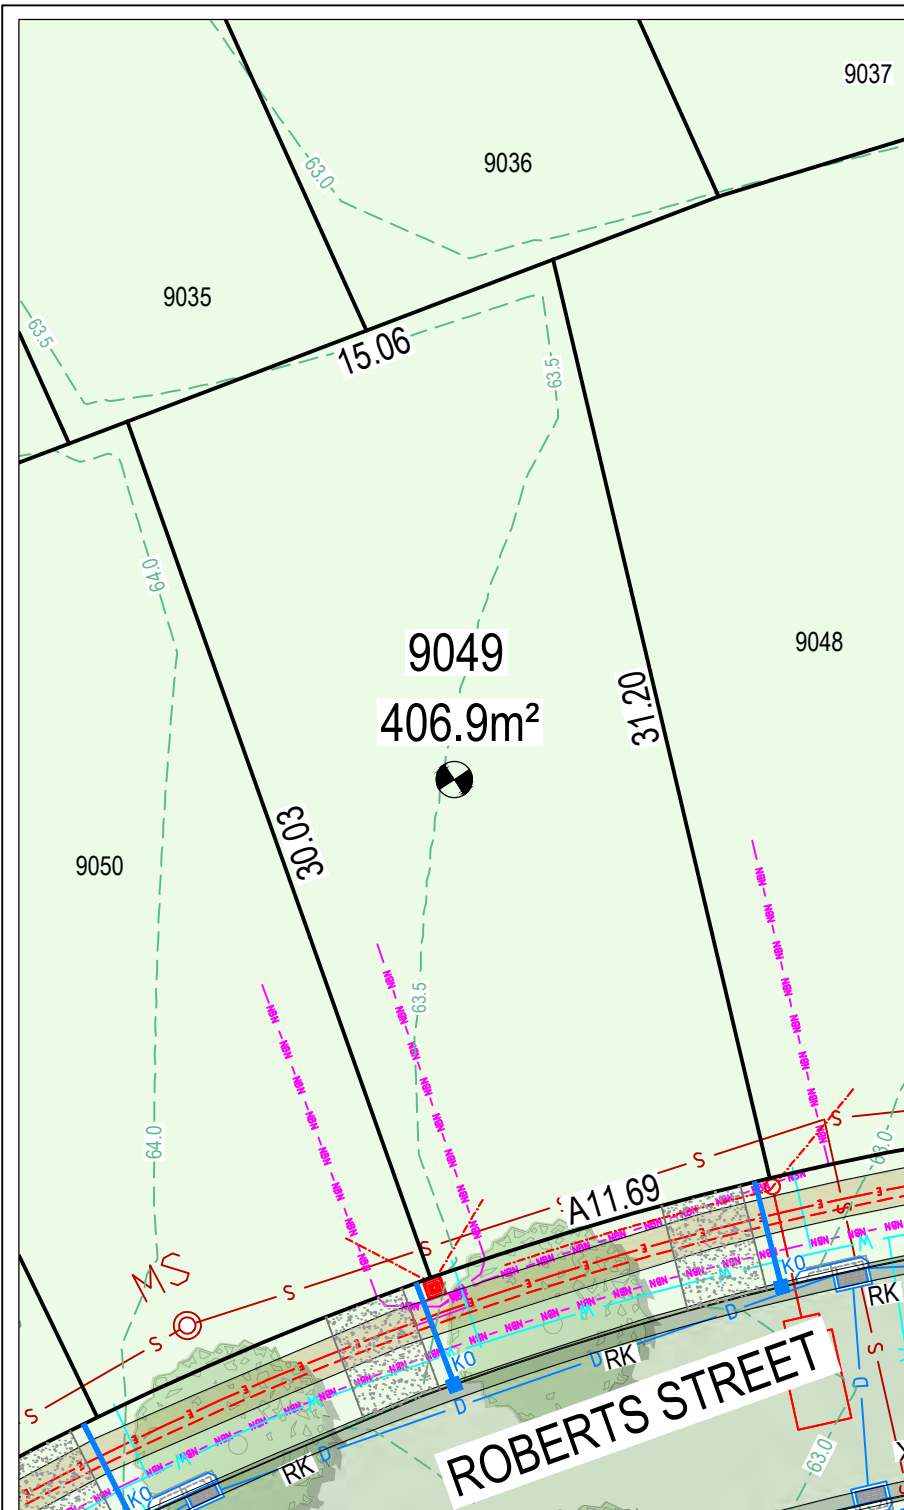 9037
9036
63.0
9035
63.5
15.06
63.5
64.0
9049
9048
406.9m²
31.20
30.03
9050
63.5
64.0
63.0
S
S
A11.69
S
MS
S
S
S
S
KO
RK
KO
RK
D
D
ROBERTS STREET
S
D
63.0
D
RK
KO
NBN
E
W